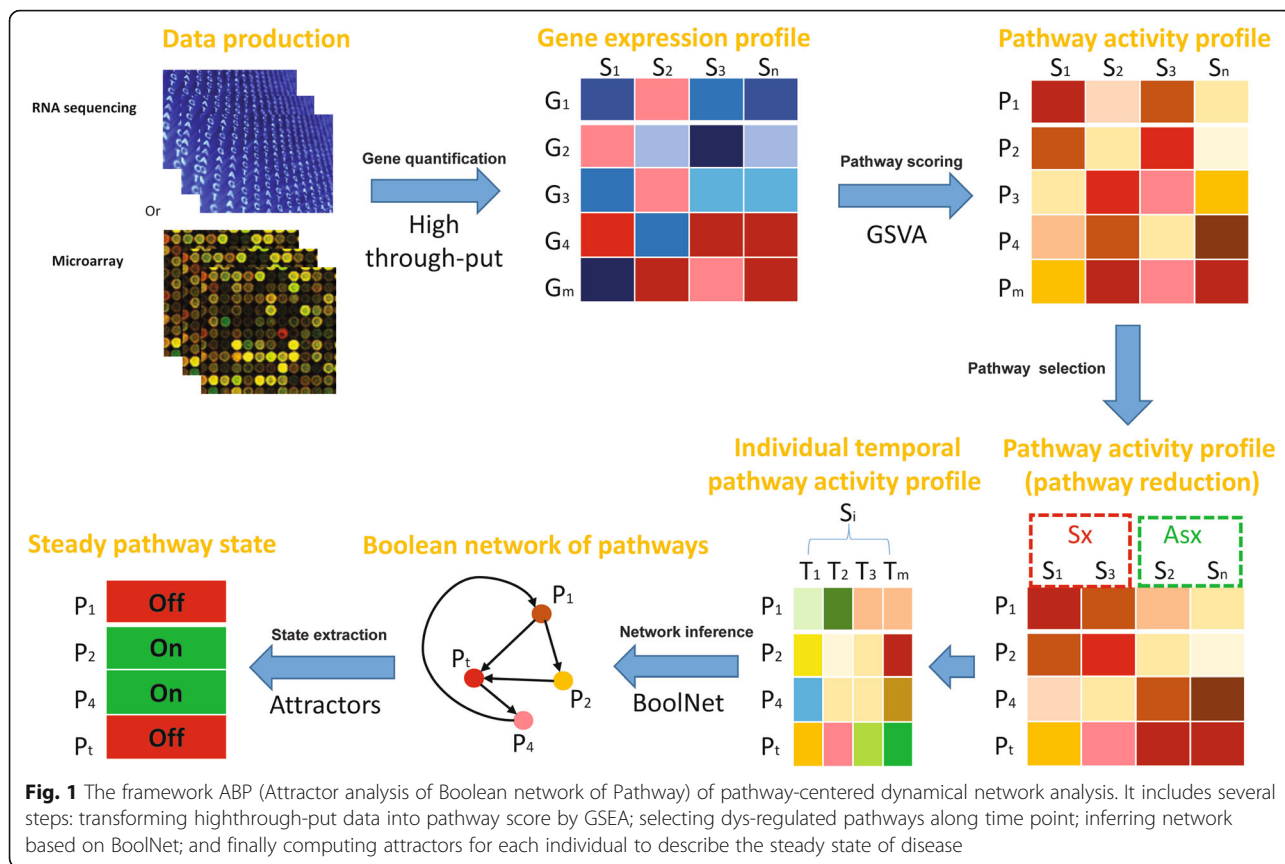 Data production
RNA sequencing
Or
Microarray
Gene quantification
High
through-put
Gene expression profile
S1 S2 S3 Sn
G1
G2
G3
G4
Gm
Pathway scoring
GSVA
Pathway activity profile
S1 S2 S3 Sn
P1
P2
P3
P4
Pm
Pathway selection
Pathway activity profile
(pathway reduction)
Sx Asx
S1 S3 S2 Sn
P1
P2
P4
Pt
Individual temporal
pathway activity profile
Si
T1 T2 T3 Tm
P1
P2
P4
Pt
Network inference
BoolNet
Boolean network of pathways
P1
Pt
P2
P4
State extraction
Attractors
Steady pathway state
P1 Off
P2 On
P4 On
Pt Off
Fig. 1 The framework ABP (Attractor analysis of Boolean network of Pathway) of pathway-centered dynamical network analysis. It includes several
steps: transforming highthrough-put data into pathway score by GSEA; selecting dys-regulated pathways along time point; inferring network
based on BoolNet; and finally computing attractors for each individual to describe the steady state of disease